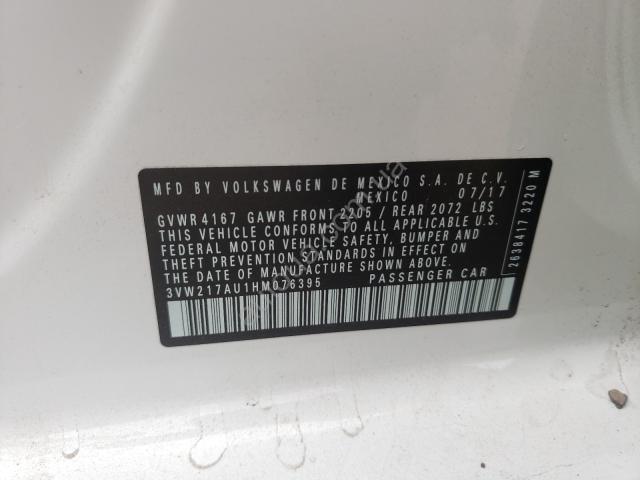 MFD BY VOLKSWAGEN DE MEXICO S.A. DE C.V.
MEXICO 07/17
GVWR 4167 GAWR FRONT 2205 / REAR 2072 LBS
THIS VEHICLE CONFORMS TO ALL APPLICABLE U.S.
FEDERAL MOTOR VEHICLE SAFETY, BUMPER AND
THEFT PREVENTION STANDARDS IN EFFECT ON
THE DATE OF MANUFACTURE SHOWN ABOVE.
3VW217AU1HM076395 PASSENGER CAR
2638417 3220 M